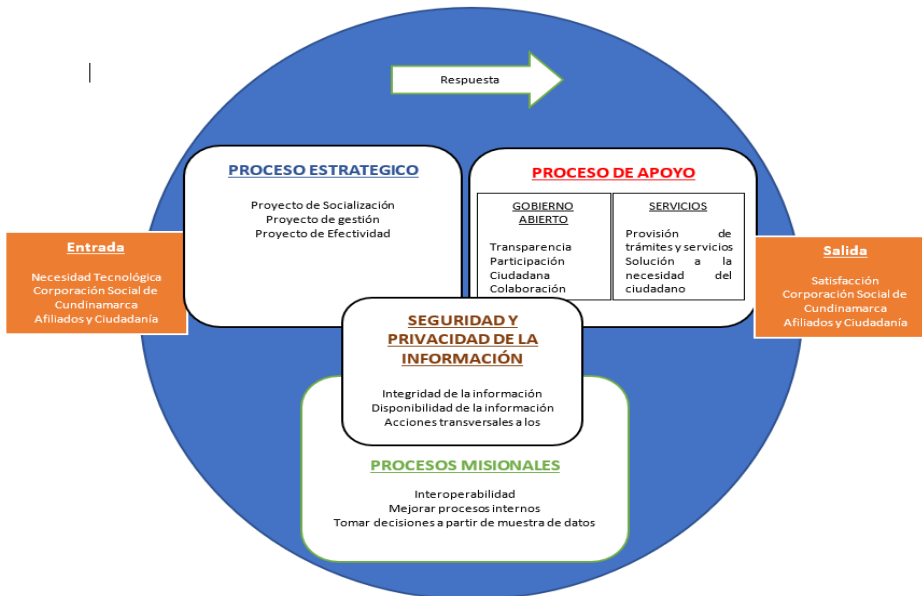 Respuesta
PROCESO ESTRATEGICO
Proyecto de Socialización
Proyecto de gestión
Proyecto de Efectividad
PROCESO DE APOYO
GOBIERNO
ABIERTO
Transparencia
Participación
Ciudadana
Colaboración
SERVICIOS
Provisión de
trámites y servicios
Solución a la
necesidad del
ciudadano
Entrada
Necesidad Tecnológica
Corporación Social de
Cundinamarca
Afiliados y Ciudadanía
Salida
Satisfacción
Corporación Social de
Cundinamarca
Afiliados y Ciudadanía
SEGURIDAD Y
PRIVACIDAD DE LA
INFORMACIÓN
Integridad de la información
Disponibilidad de la información
Acciones transversales a los
PROCESOS MISIONALES
Interoperabilidad
Mejorar procesos internos
Tomar decisiones a partir de muestra de datos